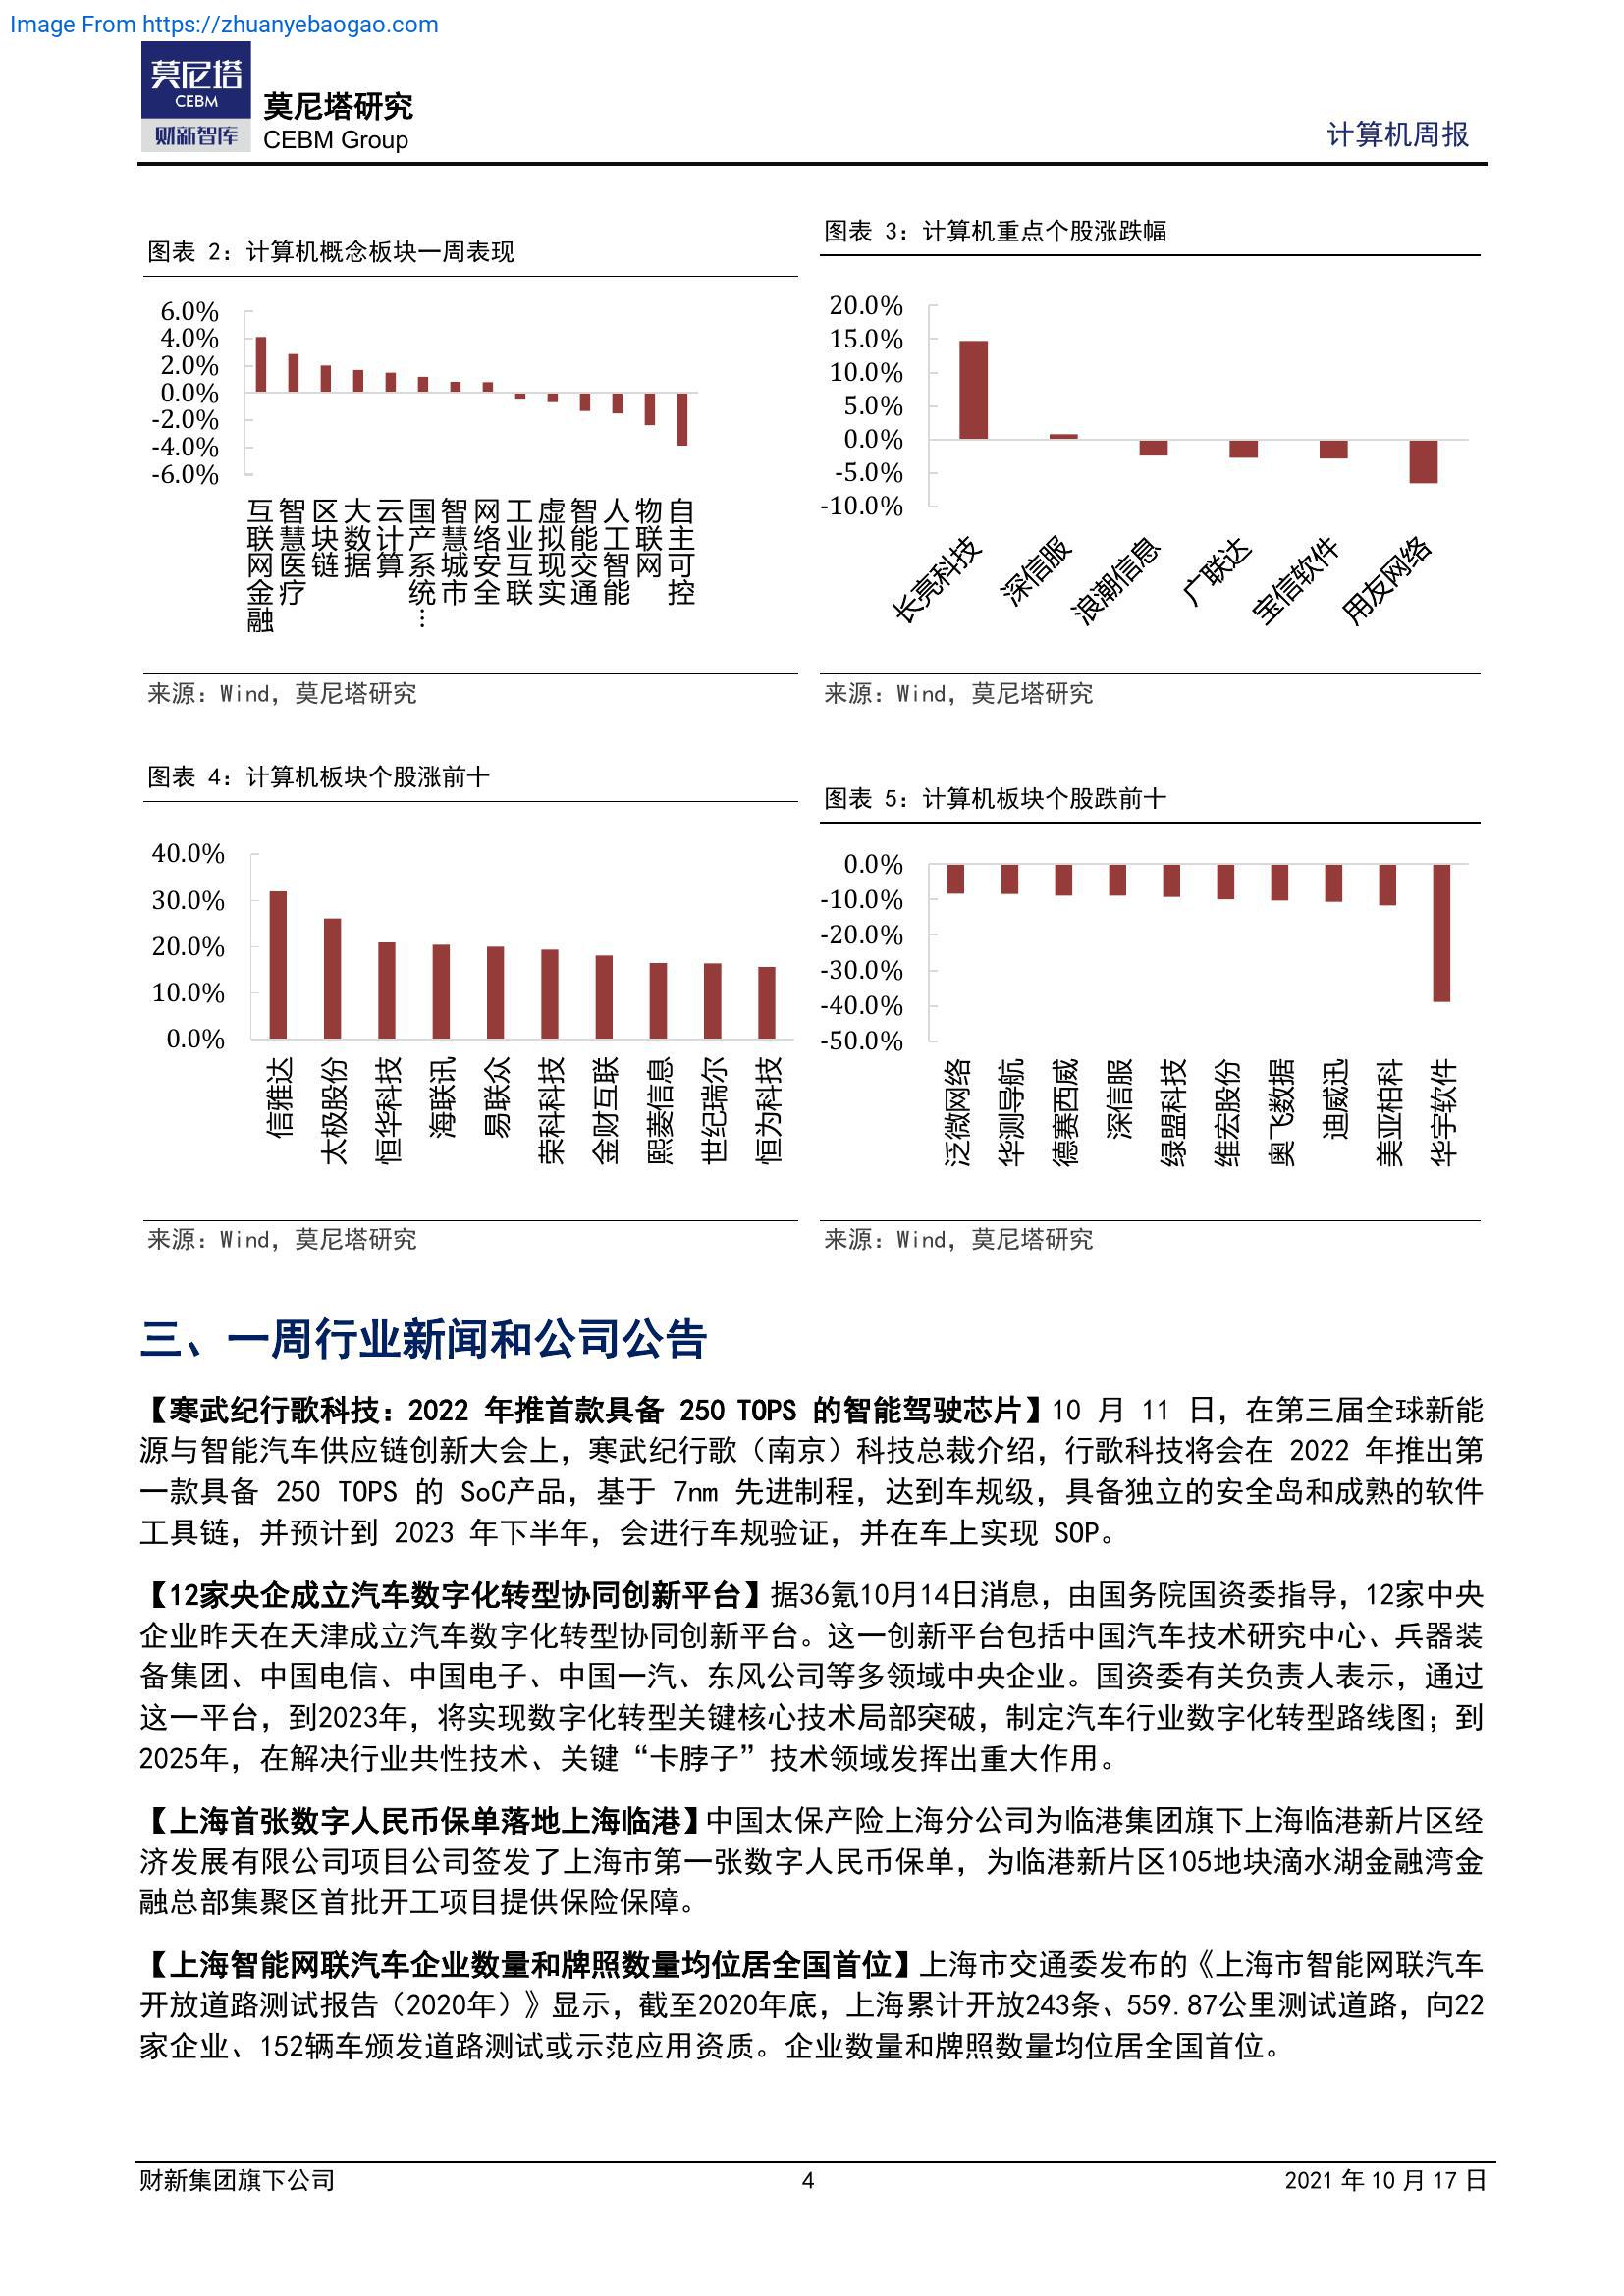 Image From https://zhuanyebaogao.com
莫尼塔
CEBM
财新智库
莫尼塔研究
CEBM Group
计算机周报
图表 2：计算机概念板块一周表现
6.0%
4.0%
2.0%
0.0%
-2.0%
-4.0%
-6.0%
互联网金融
智慧医疗
区块链
大数据
云计算
国产系统…
智慧城市
网络安全
工业互联
虚拟现实
智能交通
人工智能
物联网
自主可控
来源：Wind，莫尼塔研究
图表 3：计算机重点个股涨跌幅
20.0%
15.0%
10.0%
5.0%
0.0%
-5.0%
-10.0%
长亮科技
深信服
浪潮信息
广联达
宝信软件
用友网络
来源：Wind，莫尼塔研究
图表 4：计算机板块个股涨前十
40.0%
30.0%
20.0%
10.0%
0.0%
信雅达
太极股份
恒华科技
海联讯
易联众
荣科科技
金财互联
熙菱信息
世纪瑞尔
恒为科技
来源：Wind，莫尼塔研究
图表 5：计算机板块个股跌前十
0.0%
-10.0%
-20.0%
-30.0%
-40.0%
-50.0%
泛微网络
华测导航
德赛西威
深信服
绿盟科技
维宏股份
奥飞数据
迪威迅
美亚柏科
华宇软件
来源：Wind，莫尼塔研究
三、一周行业新闻和公司公告
【寒武纪行歌科技：2022 年推首款具备 250 TOPS 的智能驾驶芯片】10 月 11 日，在第三届全球新能
源与智能汽车供应链创新大会上，寒武纪行歌（南京）科技总裁介绍，行歌科技将会在 2022 年推出第
一款具备 250 TOPS 的 SoC产品，基于 7nm 先进制程，达到车规级，具备独立的安全岛和成熟的软件
工具链，并预计到 2023 年下半年，会进行车规验证，并在车上实现 SOP。
【12家央企成立汽车数字化转型协同创新平台】据36氪10月14日消息，由国务院国资委指导，12家中央
企业昨天在天津成立汽车数字化转型协同创新平台。这一创新平台包括中国汽车技术研究中心、兵器装
备集团、中国电信、中国电子、中国一汽、东风公司等多领域中央企业。国资委有关负责人表示，通过
这一平台，到2023年，将实现数字化转型关键核心技术局部突破，制定汽车行业数字化转型路线图；到
2025年，在解决行业共性技术、关键“卡脖子”技术领域发挥出重大作用。
【上海首张数字人民币保单落地上海临港】中国太保产险上海分公司为临港集团旗下上海临港新片区经
济发展有限公司项目公司签发了上海市第一张数字人民币保单，为临港新片区105地块滴水湖金融湾金
融总部集聚区首批开工项目提供保险保障。
【上海智能网联汽车企业数量和牌照数量均位居全国首位】上海市交通委发布的《上海市智能网联汽车
开放道路测试报告（2020年）》显示，截至2020年底，上海累计开放243条、559.87公里测试道路，向22
家企业、152辆车颁发道路测试或示范应用资质。企业数量和牌照数量均位居全国首位。
财新集团旗下公司
4
2021 年 10 月 17 日